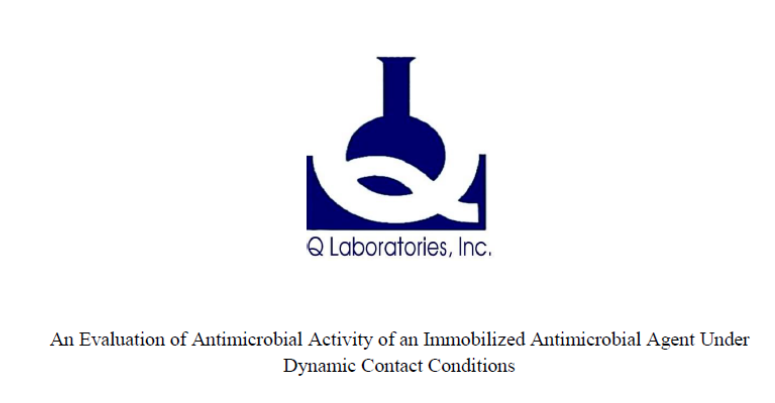 Q Laboratories, Inc.
An Evaluation of Antimicrobial Activity of an Immobilized Antimicrobial Agent Under
Dynamic Contact Conditions